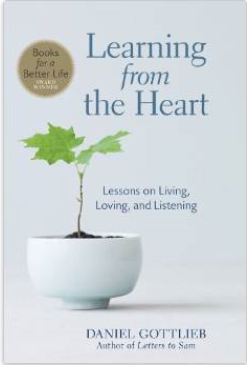 Learning
from
the Heart
Books
for a
Better Life
AWARD
WINNER
Lessons on Living,
Loving, and Listening
DANIEL GOTTLIEB
Author of Letters to Sam